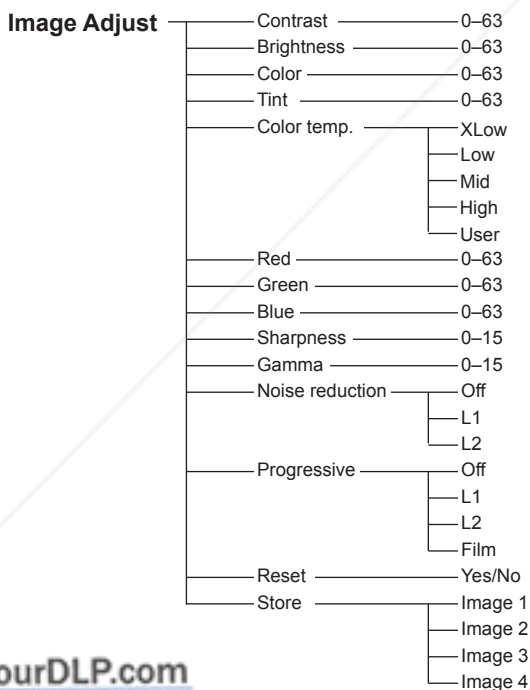 Image Adjust Contrast 0–63
Brightness 0–63
Color 0–63
Tint 0–63
Color temp. XLow
Low
Mid
High
User
Red 0–63
Green 0–63
Blue 0–63
Sharpness 0–15
Gamma 0–15
Noise reduction Off
L1
L2
Progressive Off
L1
L2
Film
Reset Yes/No
Store Image 1
Image 2
Image 3
Image 4
ourDLP.com